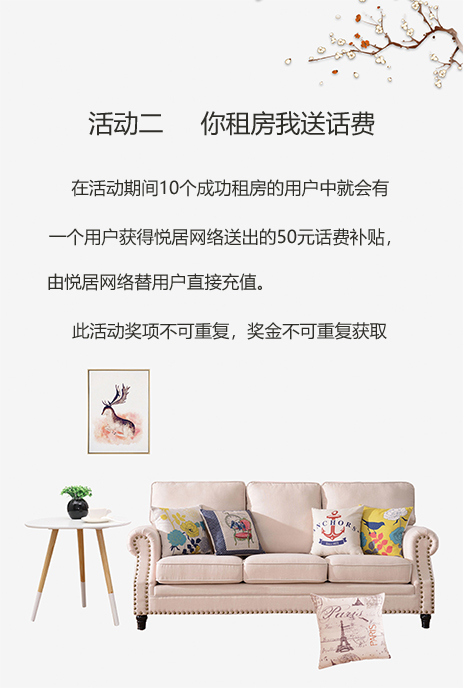 活动二 你租房我送话费
在活动期间10个成功租房的用户中就会有
一个用户获得悦居网络送出的50元话费补贴，
由悦居网络替用户直接充值。
此活动奖项不可重复，奖金不可重复获取
ANCHORS
Paris
PARIS